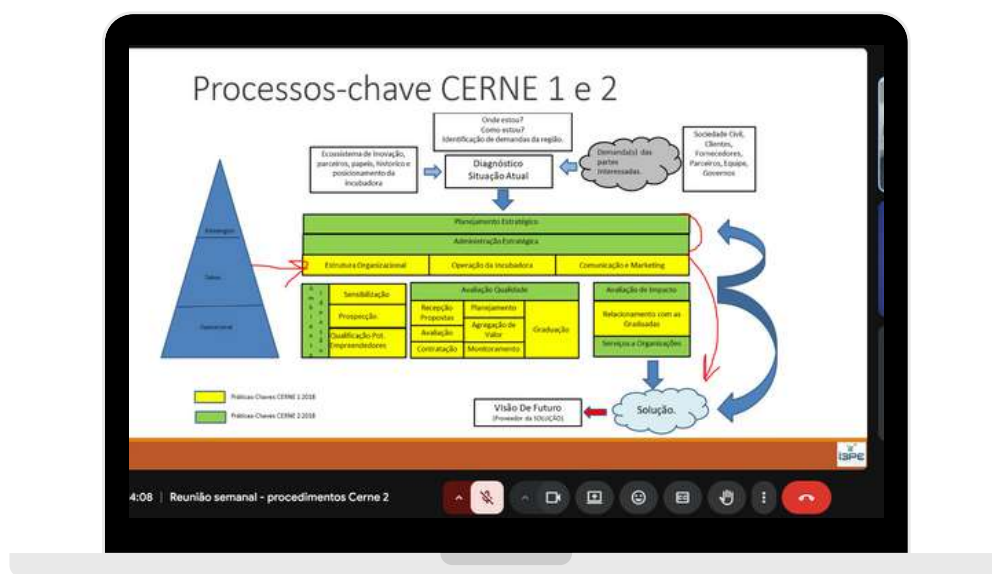 Processos-chave CERNE 1 e 2
Onde estou?
Como estou?
Identificação de demandas da região.
Ecossistema de Inovação,
parceiros, papeis, histórico e
posicionamento da
incubadora
Diagnóstico
Situação Atual
Demanda(s) das
partes
Interessadas.
Sociedade Civil,
Clientes,
Fornecedores,
Parceiros, Equipe,
Governos
Planejamento Estratégico
Administração Estratégica
Estrutura Organizacional
Operação da Incubadora
Comunicação e Marketing
Estratégico
Tático
Operacional
Sensibilização
Prospecção
Qualificação Pot.
Empreendedores
Avaliação Qualidade
Recepção
Propostas
Avaliação
Contratação
Planejamento
Agregação de
Valor
Monitoramento
Graduação
Avaliação de Impacto
Relacionamento com as
Graduadas
Serviços a Organizações
Práticas-Chaves CERNE 1 2018
Práticas-Chaves CERNE 2 2018
Visão De Futuro
(Provedor da SOLUÇÃO)
Solução.
I3PE
4:08 | Reunião semanal - procedimentos Cerne 2